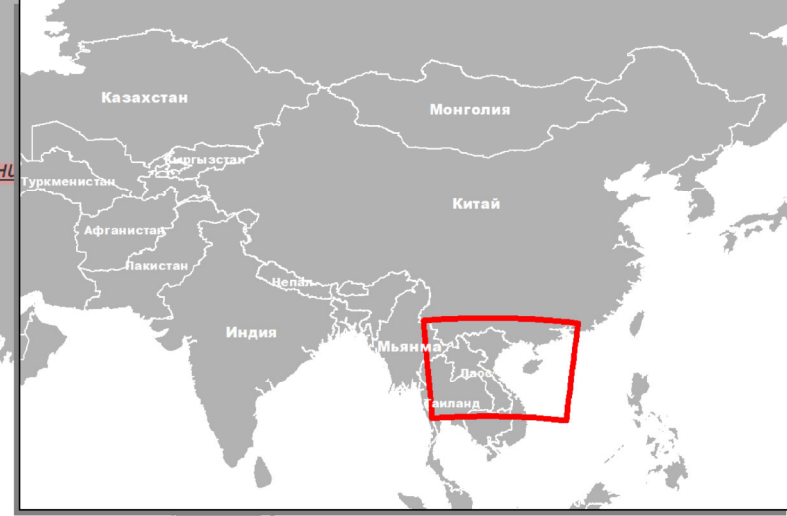 Казахстан
Монголия
Кыргызстан
Туркменистан
Китай
Афганистан
Пакистан
Непал
Индия
Мьянма
Лаос
Таиланд